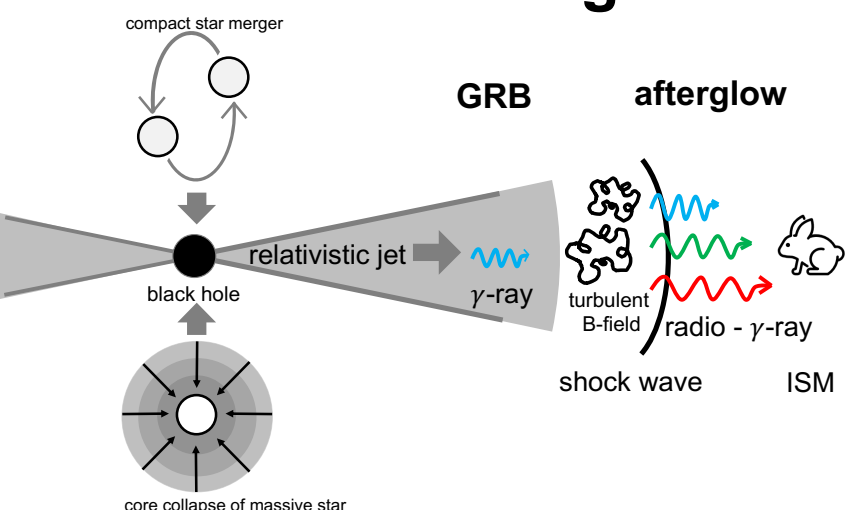 compact star merger
GRB
afterglow
relativistic jet
γ-ray
black hole
turbulent
B-field
radio - γ-ray
shock wave
ISM
core collapse of massive star